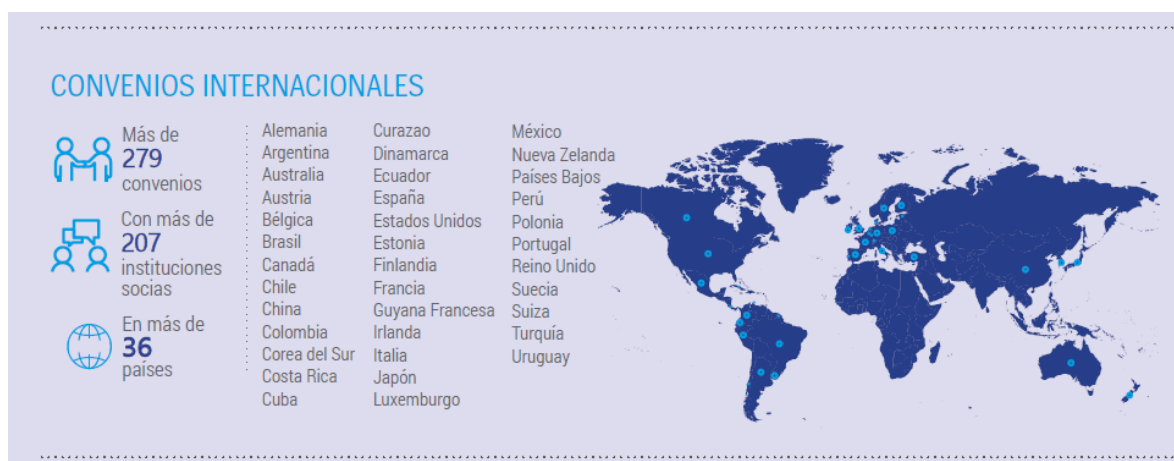 CONVENIOS INTERNACIONALES
Más de
279
convenios
Con más de
207
instituciones
socias
En más de
36
países
Alemania
Argentina
Australia
Austria
Bélgica
Brasil
Canadá
Chile
China
Colombia
Corea del Sur
Costa Rica
Cuba
Curazao
Dinamarca
Ecuador
España
Estados Unidos
Estonia
Finlandia
Francia
Guyana Francesa
Irlanda
Italia
Japón
Luxemburgo
México
Nueva Zelanda
Países Bajos
Perú
Polonia
Portugal
Reino Unido
Suecia
Suiza
Turquía
Uruguay